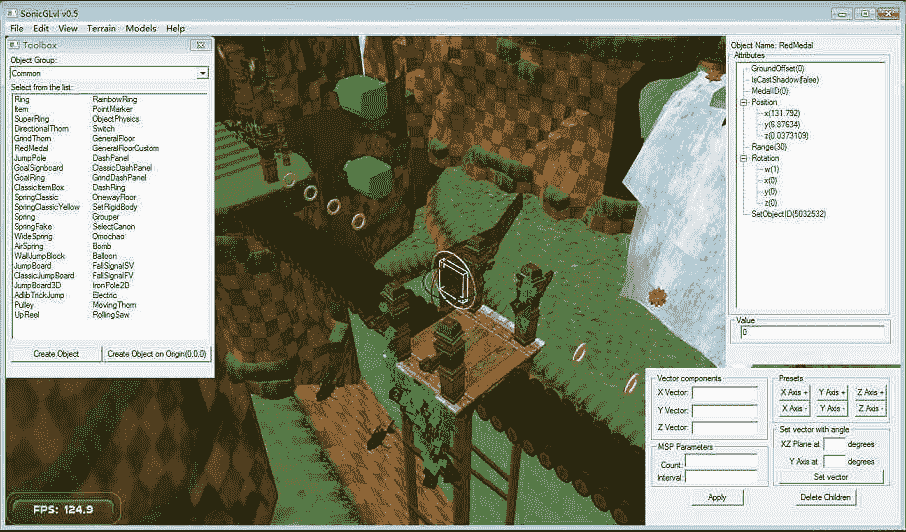 SonicGLvl v0.5
File Edit View Terrain Models Help
Toolbox
Object Group:
Common
Select from the list:
Ring RainbowRing
Item PointMarker
SuperRing ObjectPhysics
DirectionalThorn Switch
GrindThorn GeneralFloor
RedMedal GeneralFloorCustom
JumpPole DashPanel
GoalSignboard ClassicDashPanel
GoalRing GrindDashPanel
ClassicItemBox DashRing
SpringClassic OnewayFloor
SpringClassicYellow SetRigidBody
Spring Grouper
SpringFake SelectCanon
WideSpring Omochao
AirSpring Bomb
WallJumpBlock Balloon
JumpBoard FallSignalSV
ClassicJumpBoard FallSignalFV
JumpBoard3D IronPole2D
AdlibTrickJump Electric
Pulley MovingThorn
UpReel RollingSaw
Create Object Create Object on Origin(0,0,0)
Object Name: RedMedal
Attributes
GroundOffset(0)
IsCastShadow(false)
MedalID(0)
Position
x(131.792)
y(6.87634)
z(0.0373109)
Range(30)
Rotation
w(1)
x(0)
y(0)
z(0)
SetObjectID(5032532)
Value
0
Vector components
X Vector:
Y Vector:
Z Vector:
MSP Parameters
Count:
Interval:
Apply
Presets
X Axis + Y Axis + Z Axis +
X Axis - Y Axis - Z Axis -
Set vector with angle
XZ Plane at degrees
Y Axis at degrees
Set vector
Delete Children
FPS: 124.9